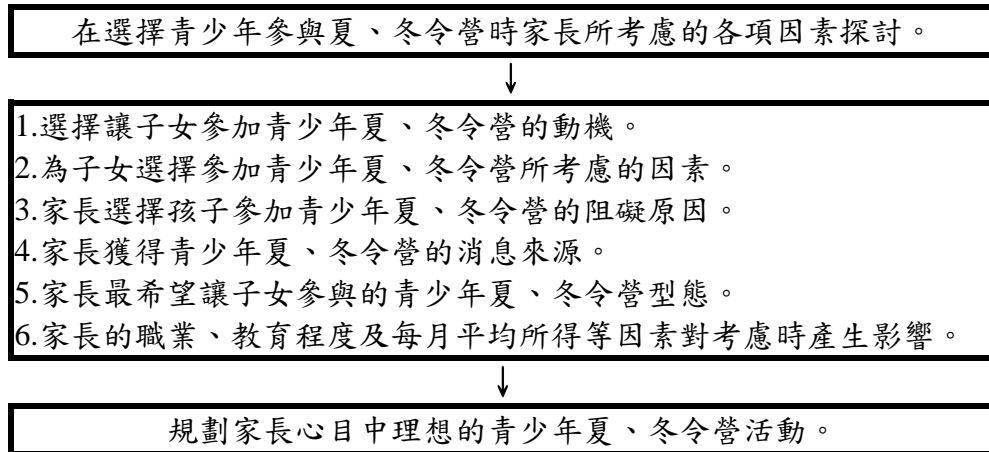 在選擇青少年參與夏、冬令營時家長所考慮的各項因素探討。
1.選擇讓子女參加青少年夏、冬令營的動機。
2.為子女選擇參加青少年夏、冬令營所考慮的因素。
3.家長選擇孩子參加青少年夏、冬令營的阻礙原因。
4.家長獲得青少年夏、冬令營的消息來源。
5.家長最希望讓子女參與的青少年夏、冬令營型態。
6.家長的職業、教育程度及每月平均所得等因素對考慮時產生影響。
規劃家長心目中理想的青少年夏、冬令營活動。